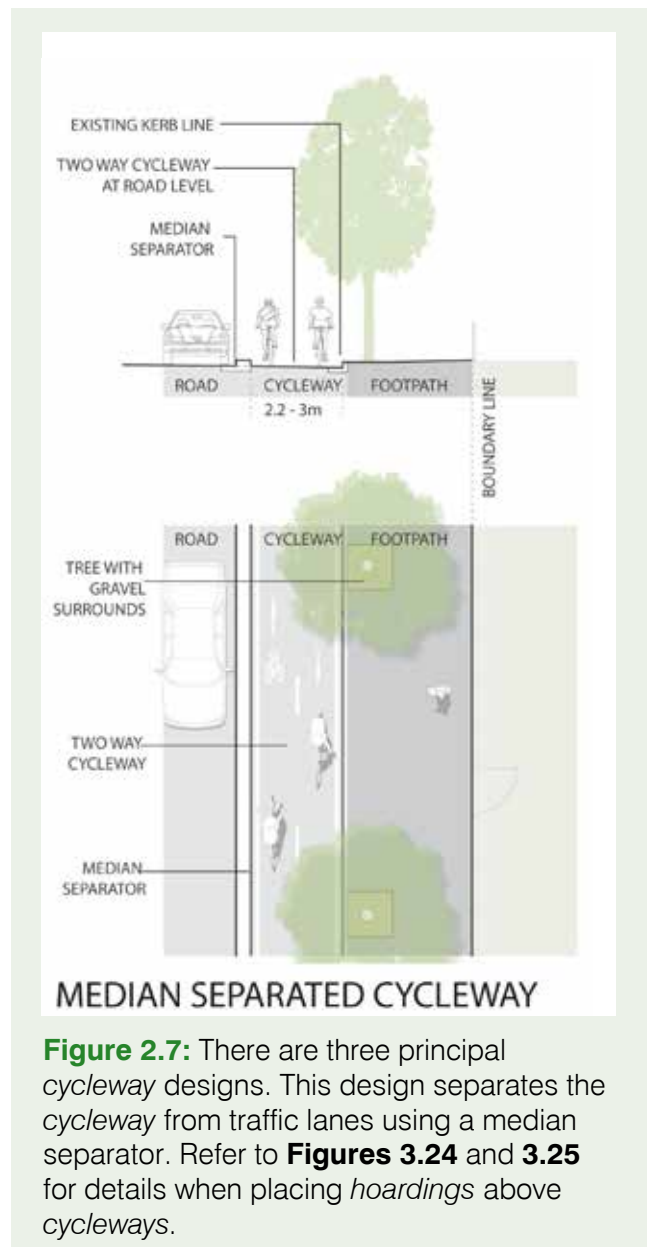 EXISTING KERB LINE
TWO WAY CYCLEWAY
AT ROAD LEVEL
MEDIAN
SEPARATOR
ROAD
CYCLEWAY
FOOTPATH
2.2 - 3m
BOUNDARY LINE
ROAD
CYCLEWAY
FOOTPATH
TREE WITH
GRAVEL
SURROUNDS
TWO WAY
CYCLEWAY
MEDIAN
SEPARATOR
MEDIAN SEPARATED CYCLEWAY
Figure 2.7: There are three principal
cycleway designs. This design separates the
cycleway from traffic lanes using a median
separator. Refer to Figures 3.24 and 3.25
for details when placing hoardings above
cycleways.